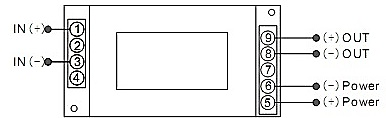 IN (+) 1
2
IN (-) 3
4
9 (+) OUT
8 (-) OUT
7
6 (-) Power
5 (+) Power